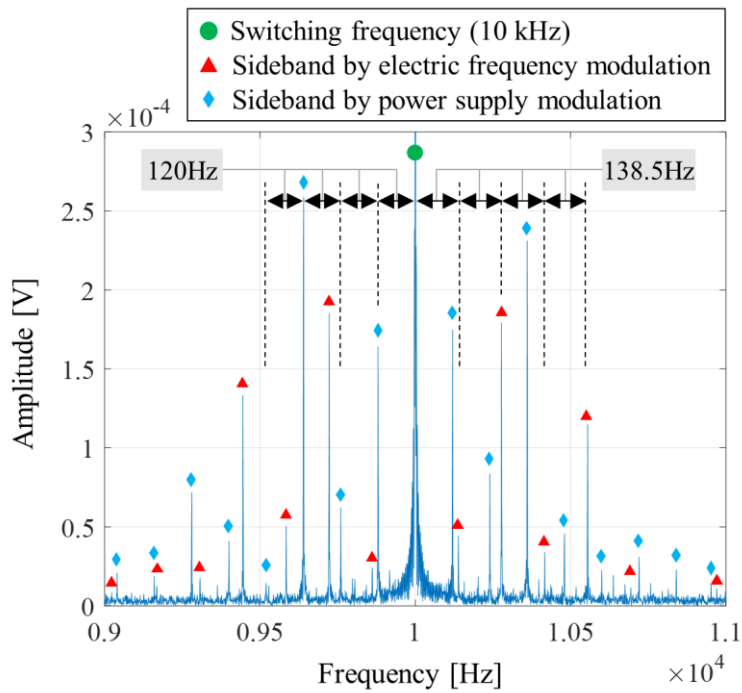 Switching frequency (10 kHz)
Sideband by electric frequency modulation
Sideband by power supply modulation
×10⁻⁴
3
120Hz
138.5Hz
2.5
2
1.5
1
0.5
0
Amplitude [V]
0.9
0.95
1
1.05
1.1
Frequency [Hz]
×10⁴